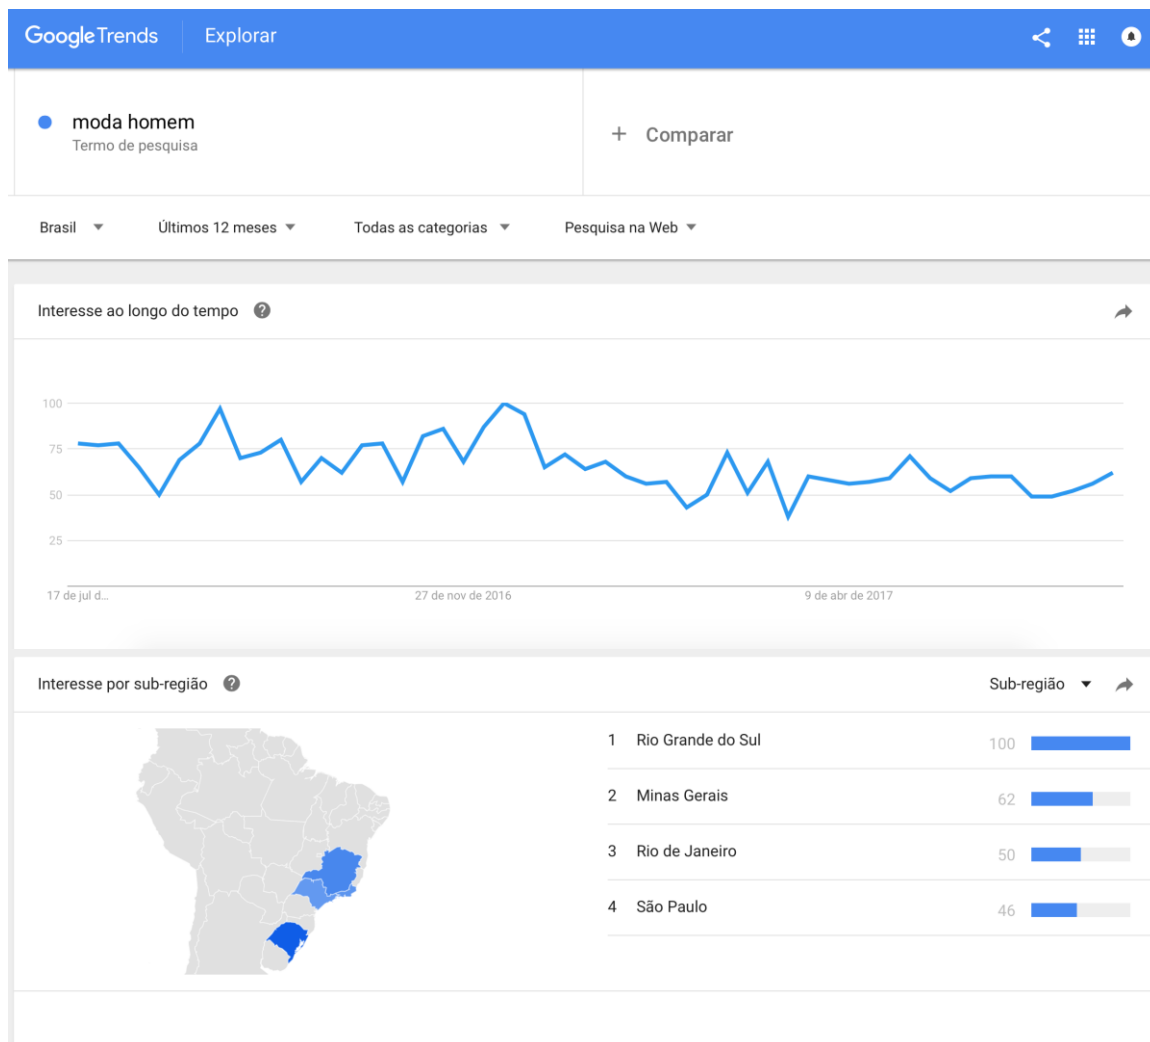 Google Trends Explorar
moda homem
Termo de pesquisa
+ Comparar
Brasil Últimos 12 meses Todas as categorias Pesquisa na Web
Interesse ao longo do tempo ?
100
75
50
25
17 de jul d... 27 de nov de 2016 9 de abr de 2017
Interesse por sub-região ? Sub-região
1 Rio Grande do Sul 100
2 Minas Gerais 62
3 Rio de Janeiro 50
4 São Paulo 46